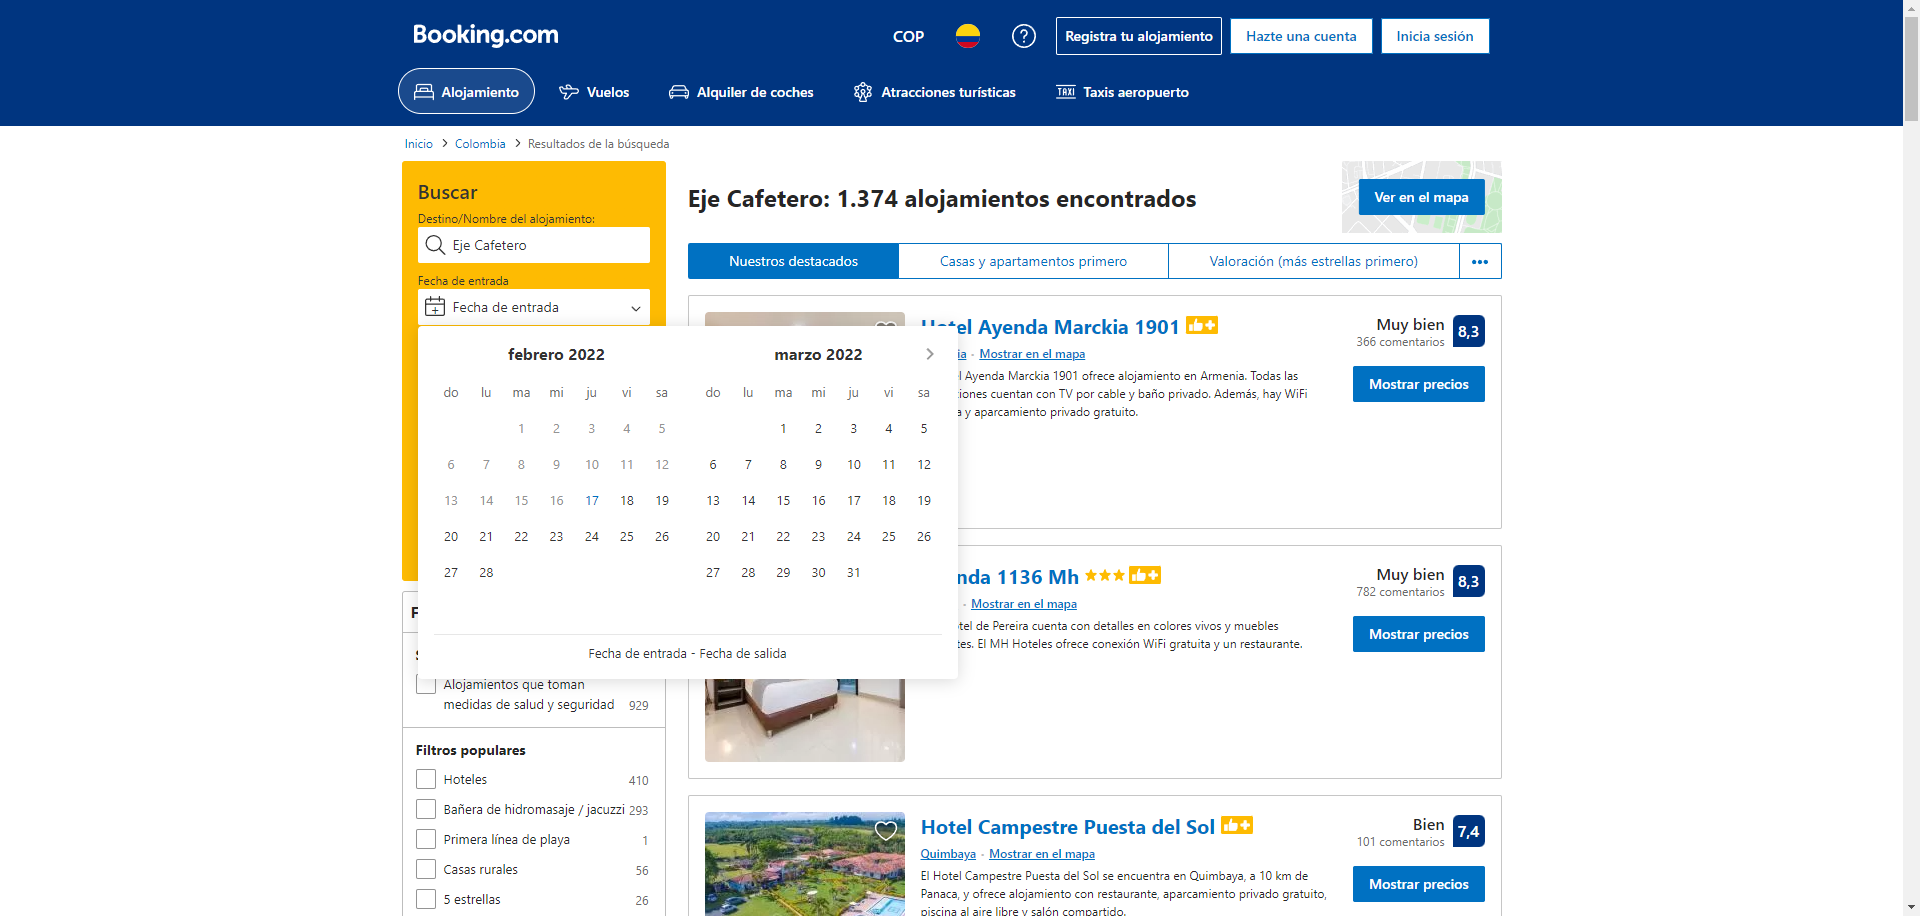 Booking.com
COP
Registra tu alojamiento
Hazte una cuenta
Inicia sesión
Alojamiento
Vuelos
Alquiler de coches
Atracciones turísticas
TAXI
Taxis aeropuerto
Inicio
Colombia
Resultados de la búsqueda
Buscar
Destino/Nombre del alojamiento:
Eje Cafetero
Fecha de entrada
Fecha de entrada
febrero 2022
do lu ma mi ju vi sa
1 2 3 4 5
6 7 8 9 10 11 12
13 14 15 16 17 18 19
20 21 22 23 24 25 26
27 28
marzo 2022
do lu ma mi ju vi sa
1 2 3 4 5
6 7 8 9 10 11 12
13 14 15 16 17 18 19
20 21 22 23 24 25 26
27 28 29 30 31
Fecha de entrada - Fecha de salida
Alojamientos que toman
medidas de salud y seguridad 929
Filtros populares
Hoteles 410
Bañera de hidromasaje / jacuzzi 293
Primera línea de playa 1
Casas rurales 56
5 estrellas 26
Eje Cafetero: 1.374 alojamientos encontrados
Ver en el mapa
Nuestros destacados
Casas y apartamentos primero
Valoración (más estrellas primero)
Hotel Ayenda Marckia 1901
Mostrar en el mapa
Ayenda Marckia 1901 ofrece alojamiento en Armenia. Todas las
cuentan con TV por cable y baño privado. Además, hay WiFi
y aparcamiento privado gratuito.
Muy bien
366 comentarios
8,3
Mostrar precios
nda 1136 Mh
- Mostrar en el mapa
de Pereira cuenta con detalles en colores vivos y muebles
El MH Hoteles ofrece conexión WiFi gratuita y un restaurante.
Muy bien
782 comentarios
8,3
Mostrar precios
Hotel Campestre Puesta del Sol
Quimbaya - Mostrar en el mapa
El Hotel Campestre Puesta del Sol se encuentra en Quimbaya, a 10 km de
Panaca, y ofrece alojamiento con restaurante, aparcamiento privado gratuito,
piscina al aire libre y salón compartido.
Bien
101 comentarios
7,4
Mostrar precios